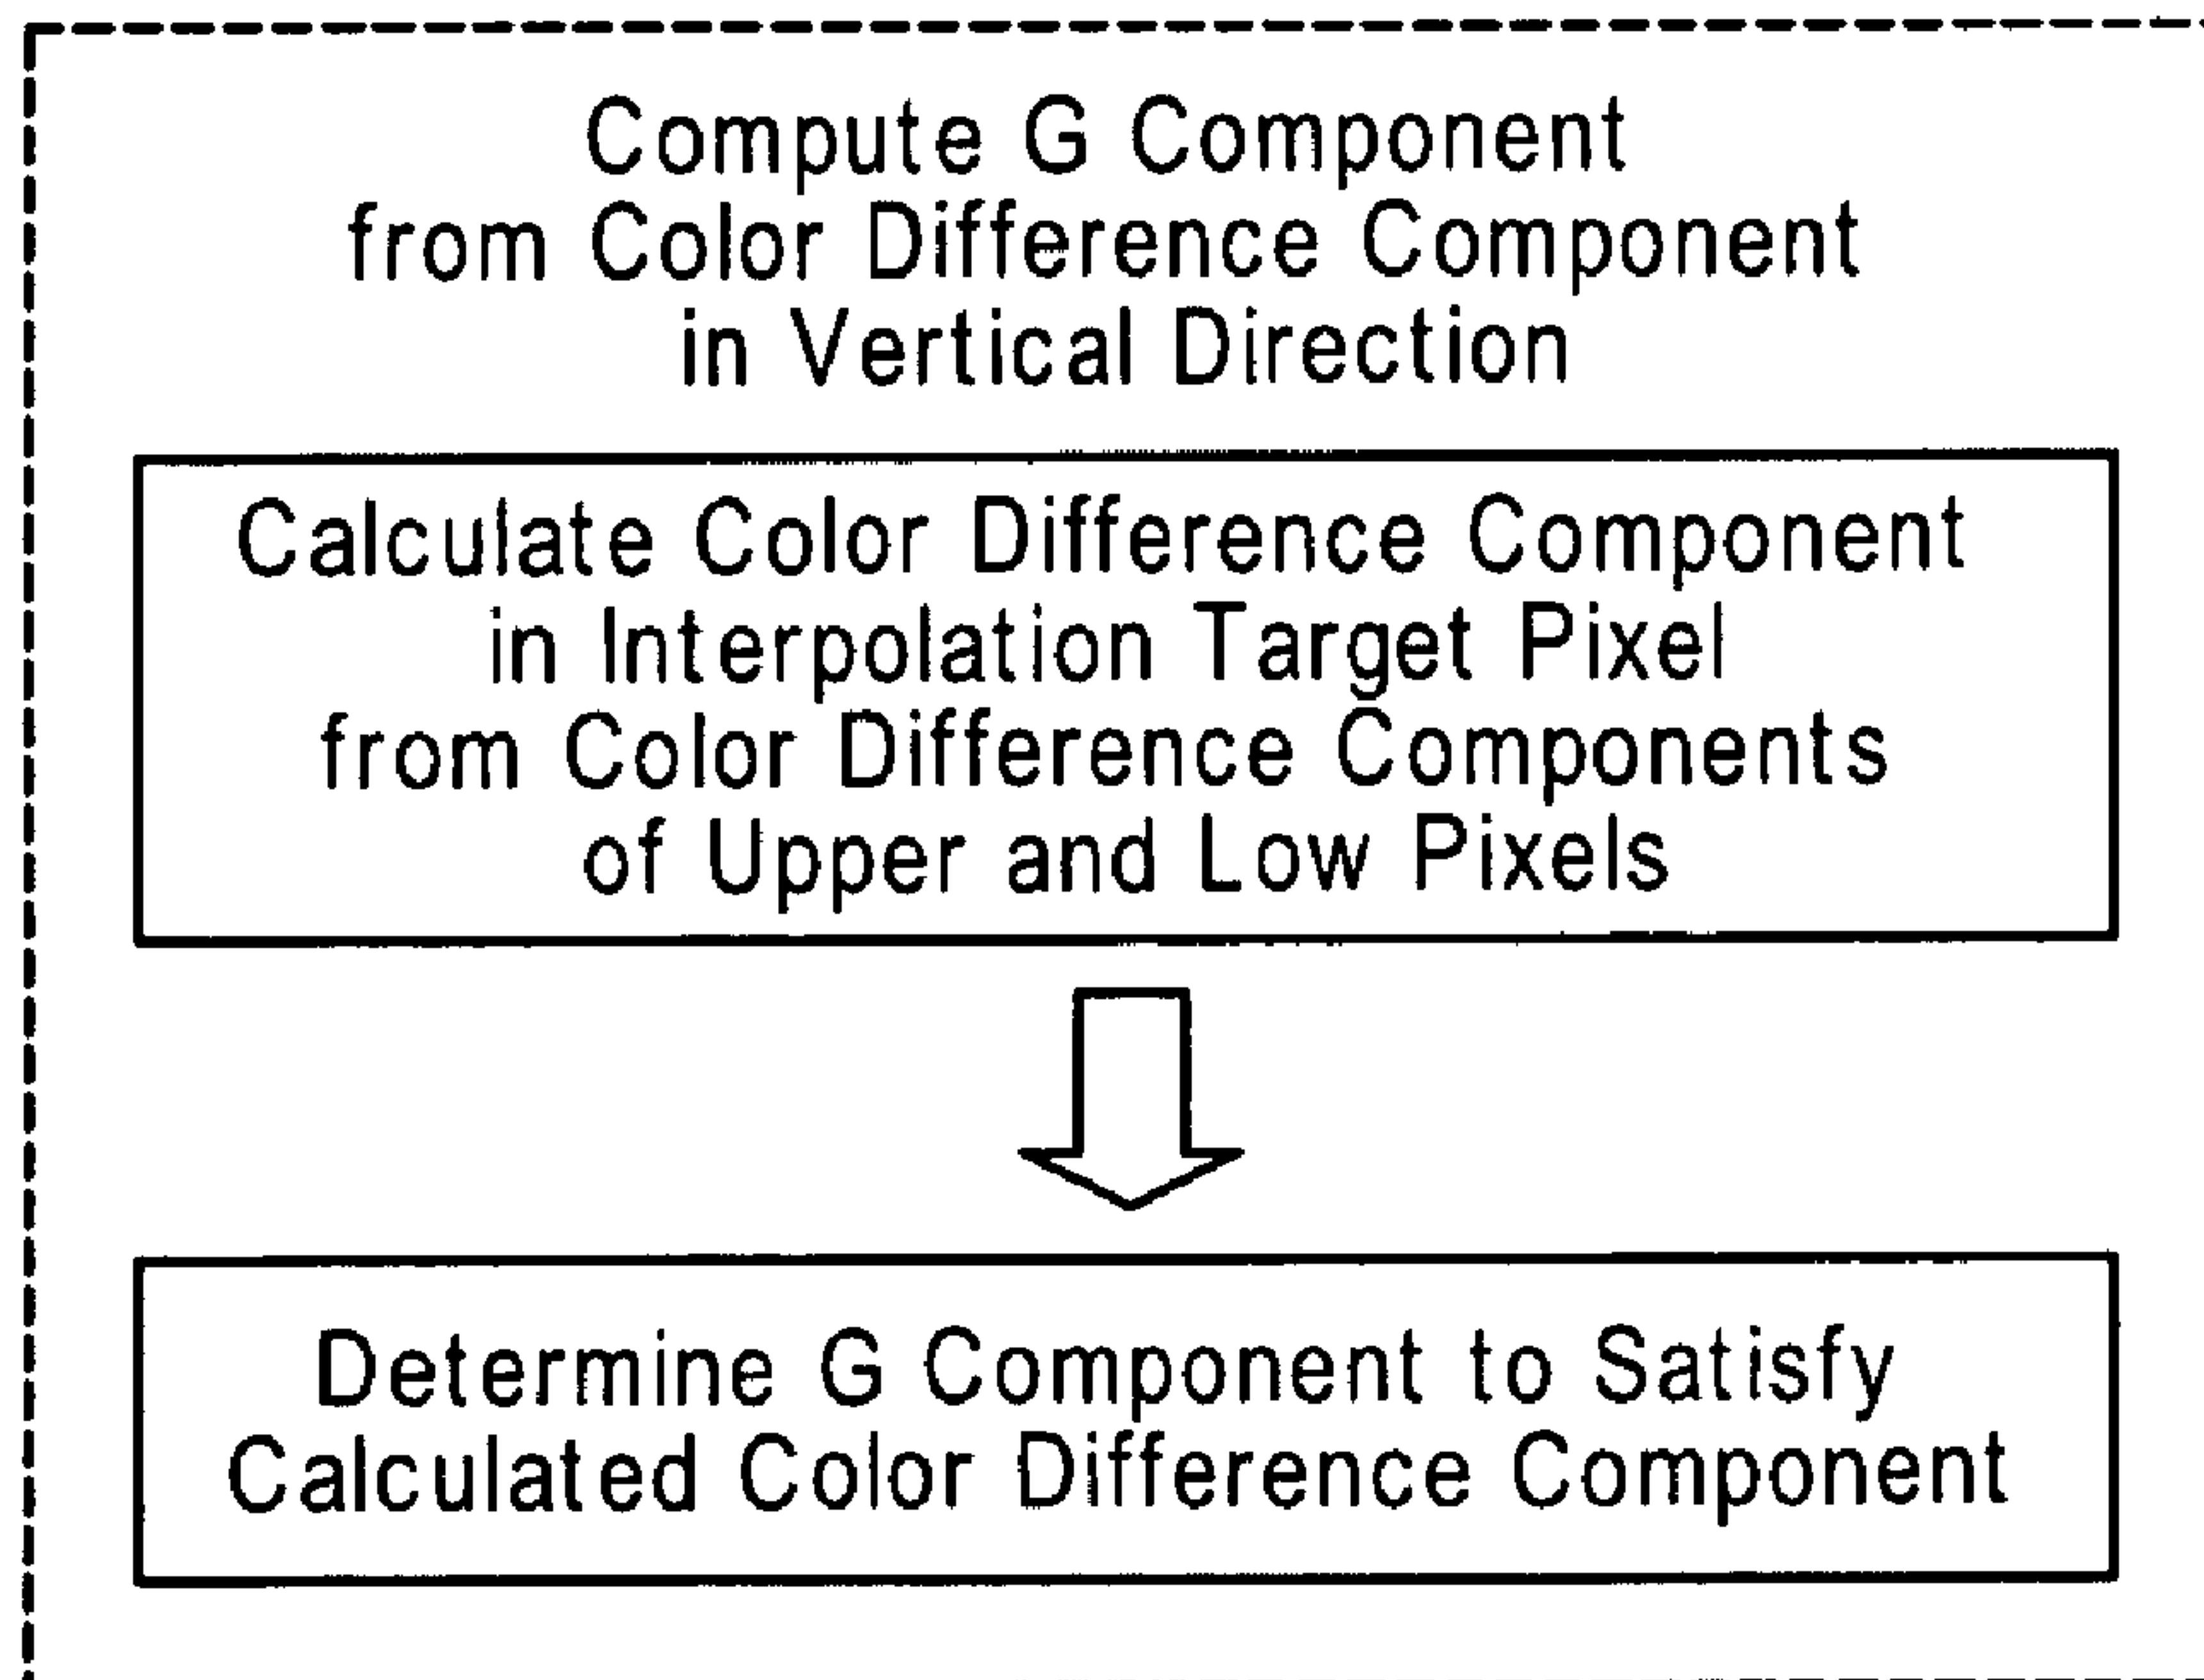 Compute G Component
from Color Difference Component
in Vertical Direction
Calculate Color Difference Component
in Interpolation Target Pixel
from Color Difference Components
of Upper and Low Pixels
Determine G Component to Satisfy
Calculated Color Difference Component